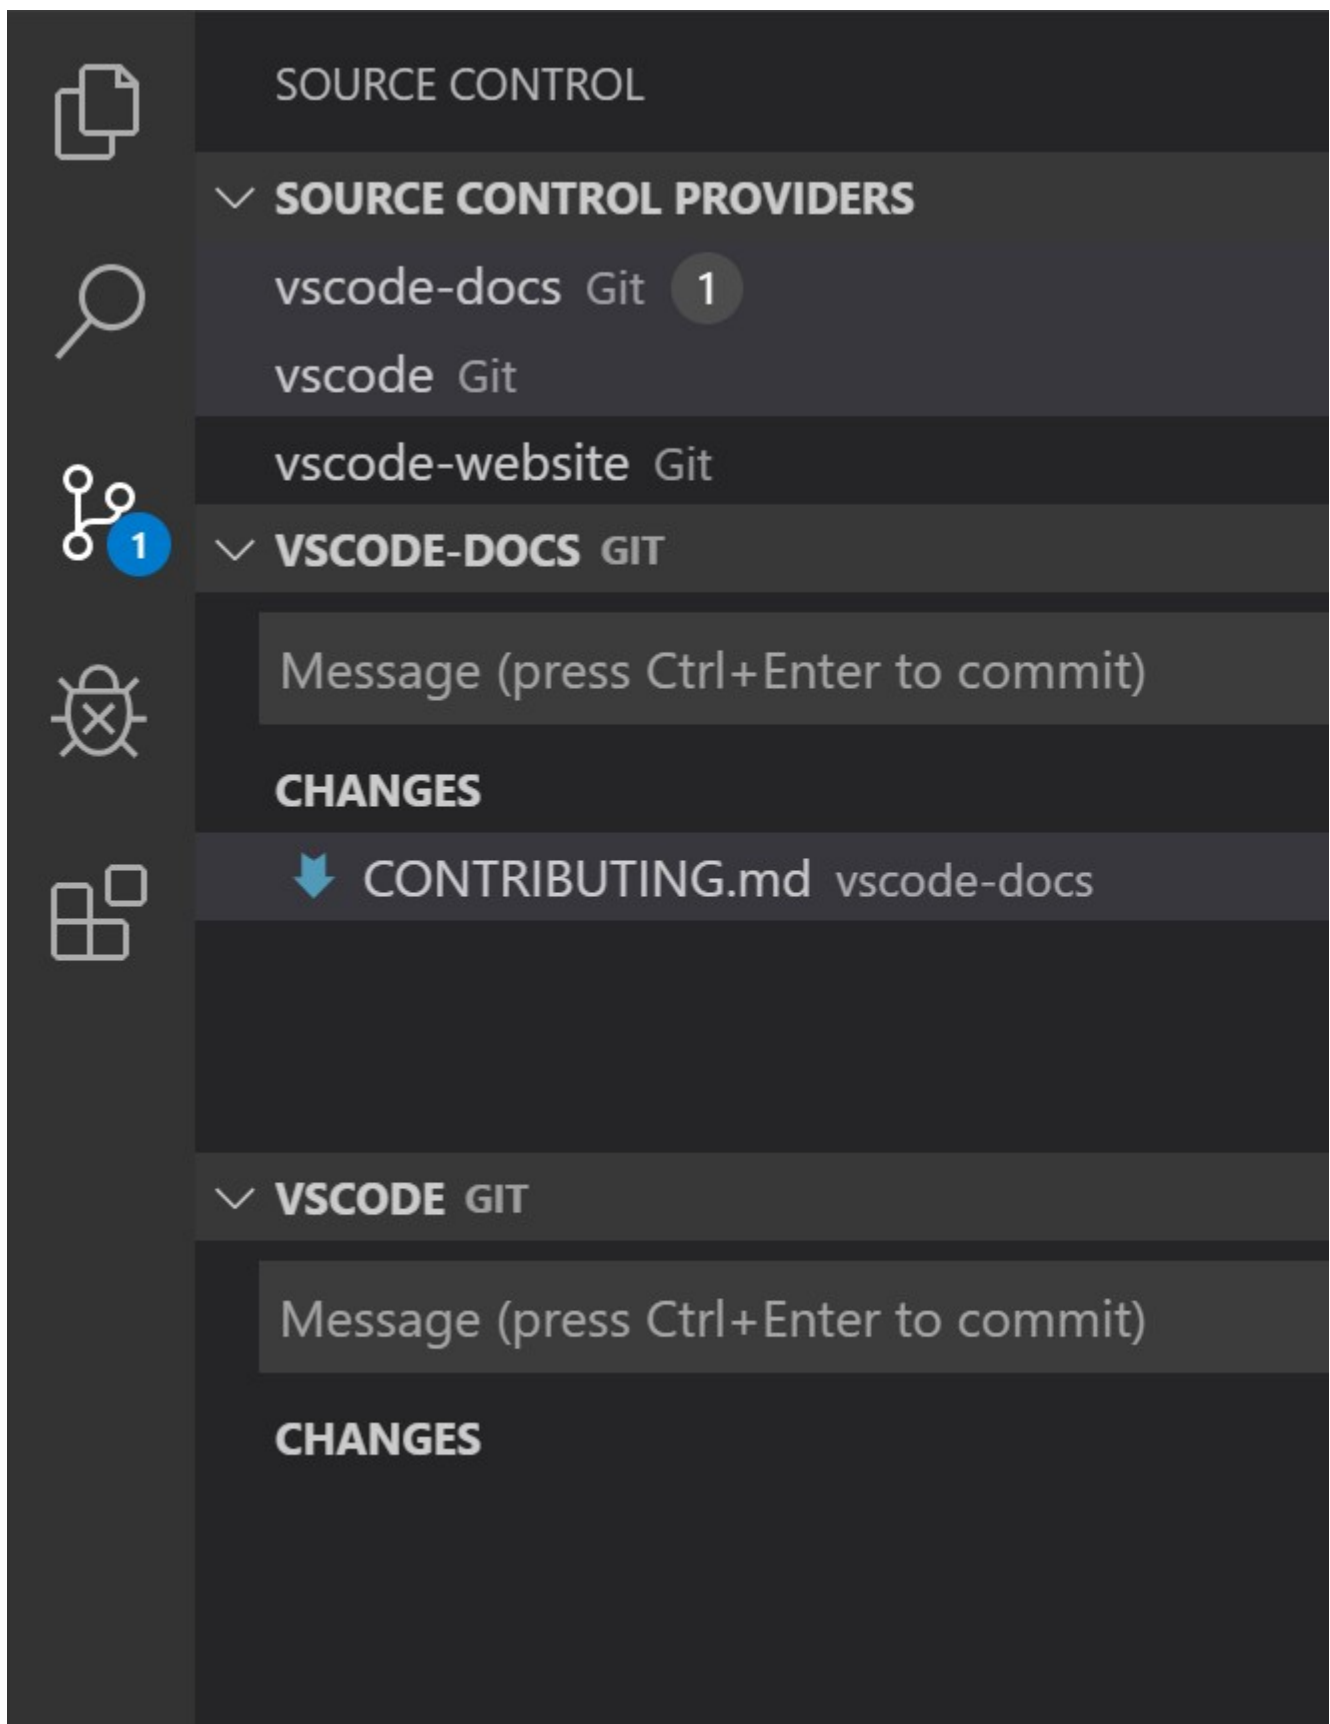 SOURCE CONTROL
SOURCE CONTROL PROVIDERS
vscode-docs Git 1
vscode Git
vscode-website Git
1
VSCODE-DOCS GIT
Message (press Ctrl+Enter to commit)
CHANGES
CONTRIBUTING.md vscode-docs
VSCODE GIT
Message (press Ctrl+Enter to commit)
CHANGES